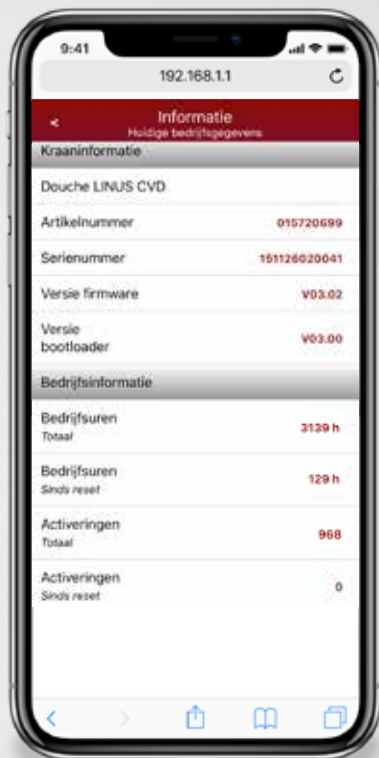 9:41
192.168.1.1
<
Informatie
Huidige bedrijfsgegevens
Kraaninformatie
Douche LINUS CVD
Artikelnummer 015720699
Serienummer 151126020041
Versie firmware V03.02
Versie
bootloader V03.00
Bedrijfsinformatie
Bedrijfsuren
Totaal 3139 h
Bedrijfsuren
Sinds reset 129 h
Activeringen
Totaal 968
Activeringen
Sinds reset 0